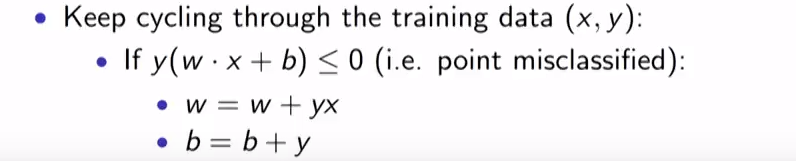 • Keep cycling through the training data (x, y):
• If y(w · x + b) ≤ 0 (i.e. point misclassified):
• w = w + yx
• b = b + y